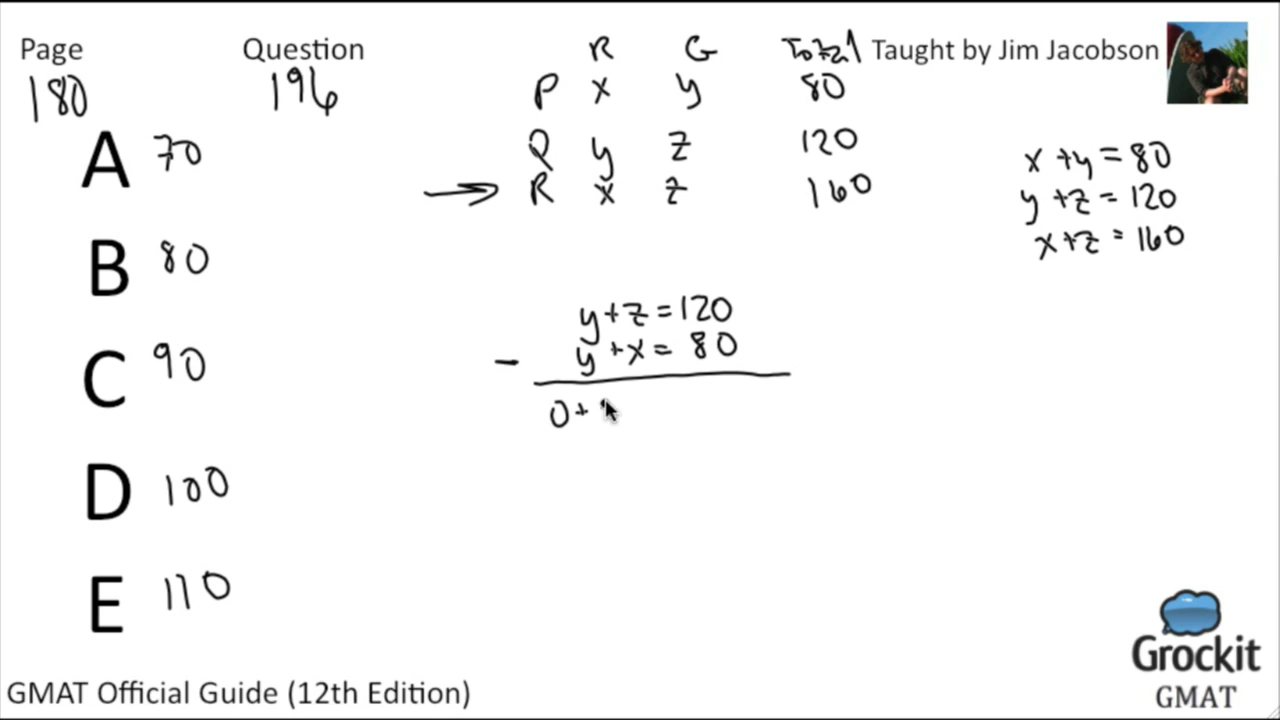 Page Question R G Total Taught by Jim Jacobson
180 196 P x y 80
A 70
P y z 120
R x z 160
x + y = 80
y + z = 120
x + z = 160
B 80
y + z = 120
- y + x = 80
C 90
0 +
D 100
E 110
Grockit
GMAT
GMAT Official Guide (12th Edition)